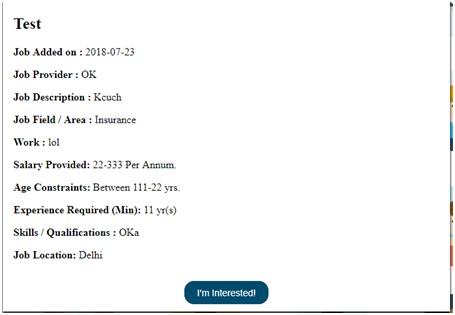 Test
Job Added on : 2018-07-23
Job Provider : OK
Job Description : Kcuch
Job Field / Area : Insurance
Work : lol
Salary Provided: 22-333 Per Annum.
Age Constraints: Between 111-22 yrs.
Experience Required (Min): 11 yr(s)
Skills / Qualifications : OKa
Job Location: Delhi
I'm Interested!